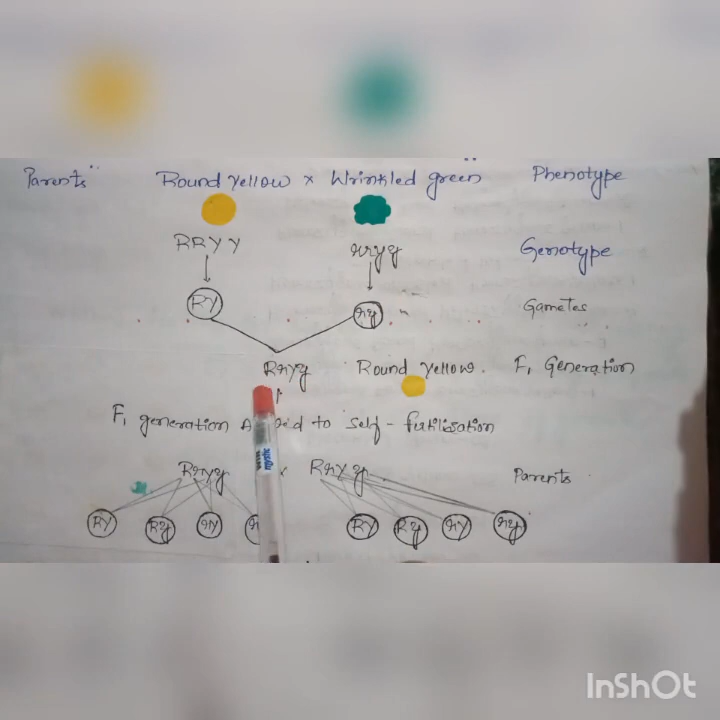 Parents Round Yellow × Wrinkled green Phenotype
RRYY rryy Genotype
RY ry Gametes
RrYy Round Yellow. F1 Generation
F1 generation to self-fertilisation
RrYy × RrYy Parents
RY Ry rY RY Ry rY ry
InShOt